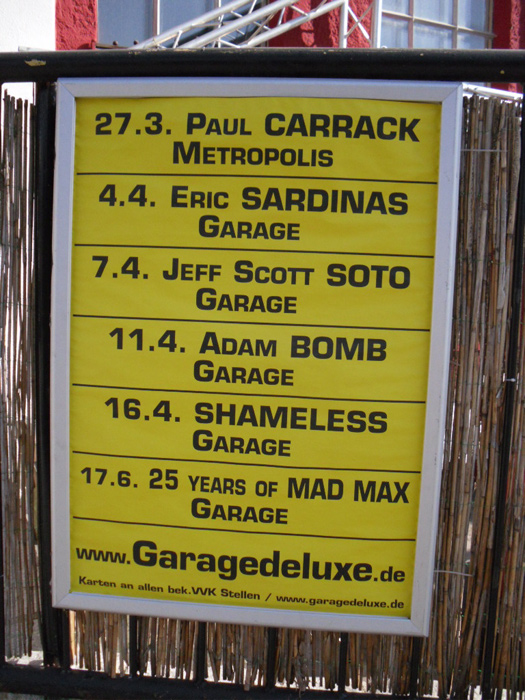 27.3. PAUL CARRACK
METROPOLIS
4.4. ERIC SARDINAS
GARAGE
7.4. JEFF SCOTT SOTO
GARAGE
11.4. ADAM BOMB
GARAGE
16.4. SHAMELESS
GARAGE
17.6. 25 YEARS OF MAD MAX
GARAGE
www.Garagedeluxe.de
Karten an allen bek.VVK Stellen / www.garagedeluxe.de